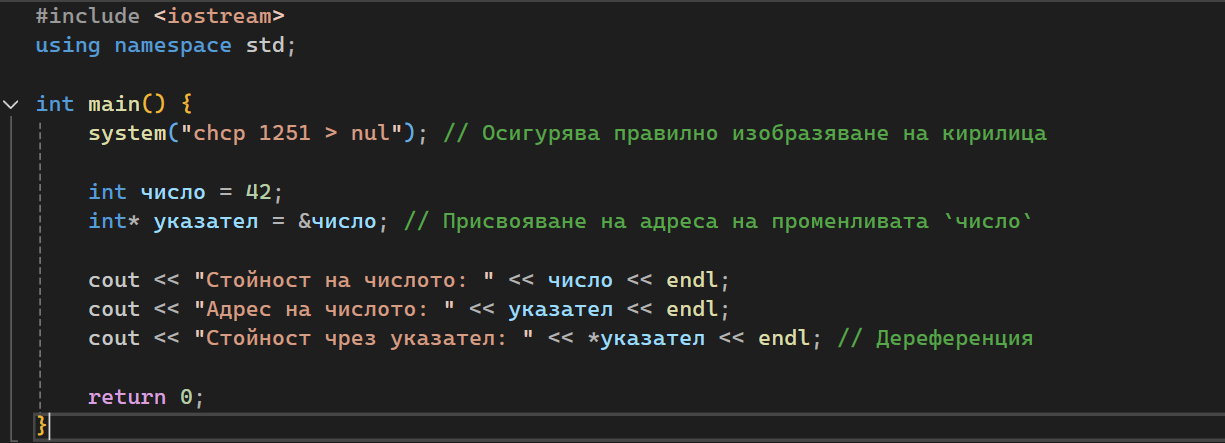 #include <iostream>
using namespace std;
int main() {
system("chcp 1251 > nul"); // Осигурява правилно изобразяване на кирилица
int число = 42;
int* указател = &число; // Присвояване на адреса на променливата `число`
cout << "Стойност на числото: " << число << endl;
cout << "Адрес на числото: " << указател << endl;
cout << "Стойност чрез указател: " << *указател << endl; // Дереференция
return 0;
}